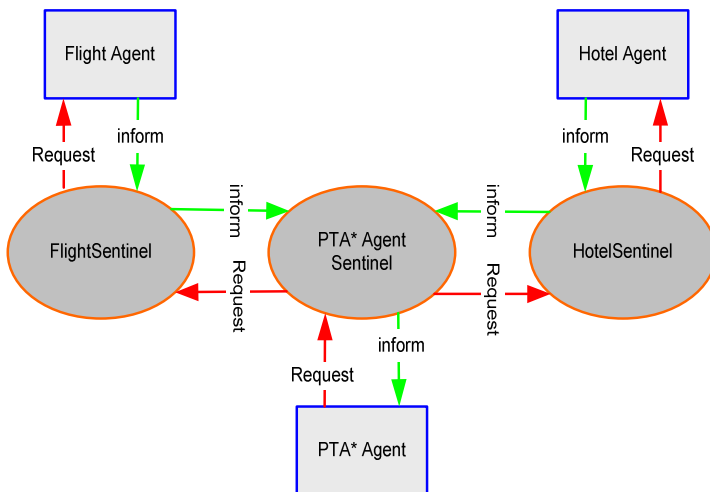 Flight Agent
Hotel Agent
Request
inform
inform
Request
FlightSentinel
inform
PTA* Agent
Sentinel
inform
HotelSentinel
Request
Request
Request
inform
PTA* Agent